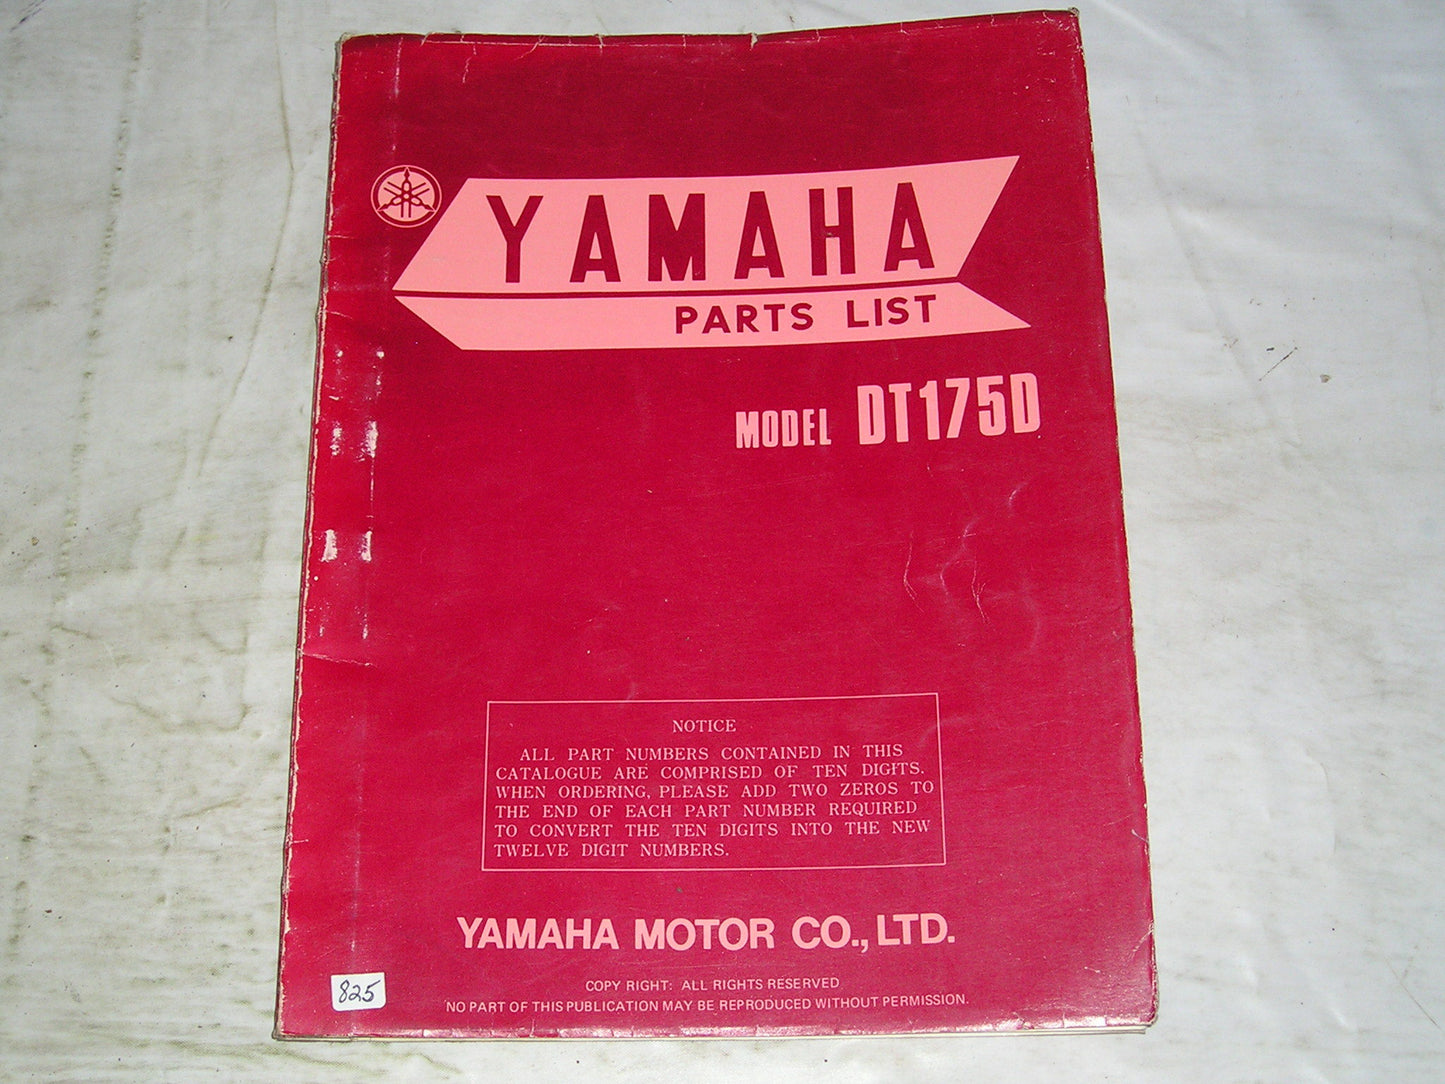 YAMAHA
PARTS LIST
MODEL DT175D
NOTICE
ALL PART NUMBERS CONTAINED IN THIS
CATALOGUE ARE COMPRISED OF TEN DIGITS.
WHEN ORDERING, PLEASE ADD TWO ZEROS TO
THE END OF EACH PART NUMBER REQUIRED
TO CONVERT THE TEN DIGITS INTO THE NEW
TWELVE DIGIT NUMBERS.
YAMAHA MOTOR CO., LTD.
825
COPY RIGHT: ALL RIGHTS RESERVED
NO PART OF THIS PUBLICATION MAY BE REPRODUCED WITHOUT PERMISSION.